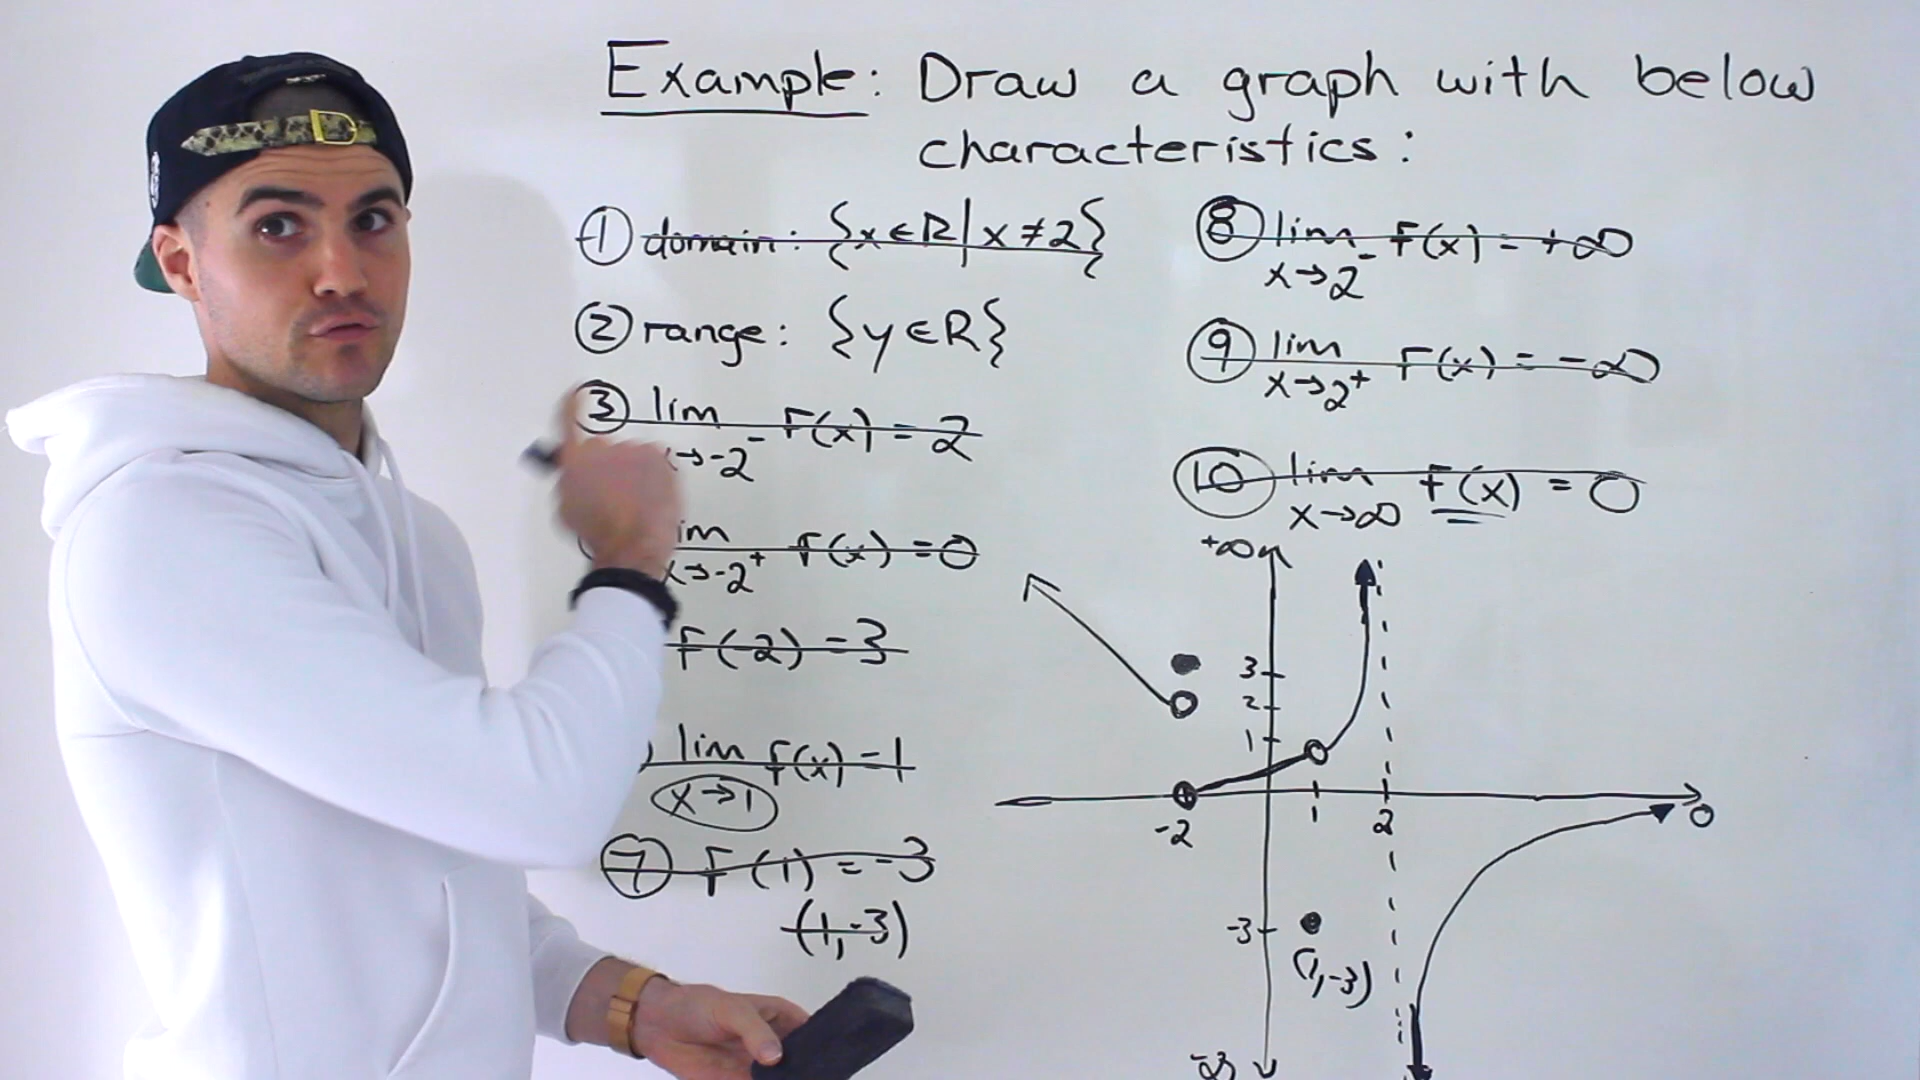 Example: Draw a graph with below
characteristics:
① domain: {x∈R | x≠2}
② range: {y∈R}
③ lim f(x) = 2
x→-2⁻
lim f(x) = 0
x→-2⁺
f(-2) = 3
lim f(x) = 1
x→1
⑦ f(1) = -3
(1,-3)
⑧ lim f(x) = +∞
x→2⁻
⑨ lim f(x) = -∞
x→2⁺
⑩ lim f(x) = 0
x→∞
+∞
3
2
1
-2 1 2 0
-3
(1,-3)
-∞